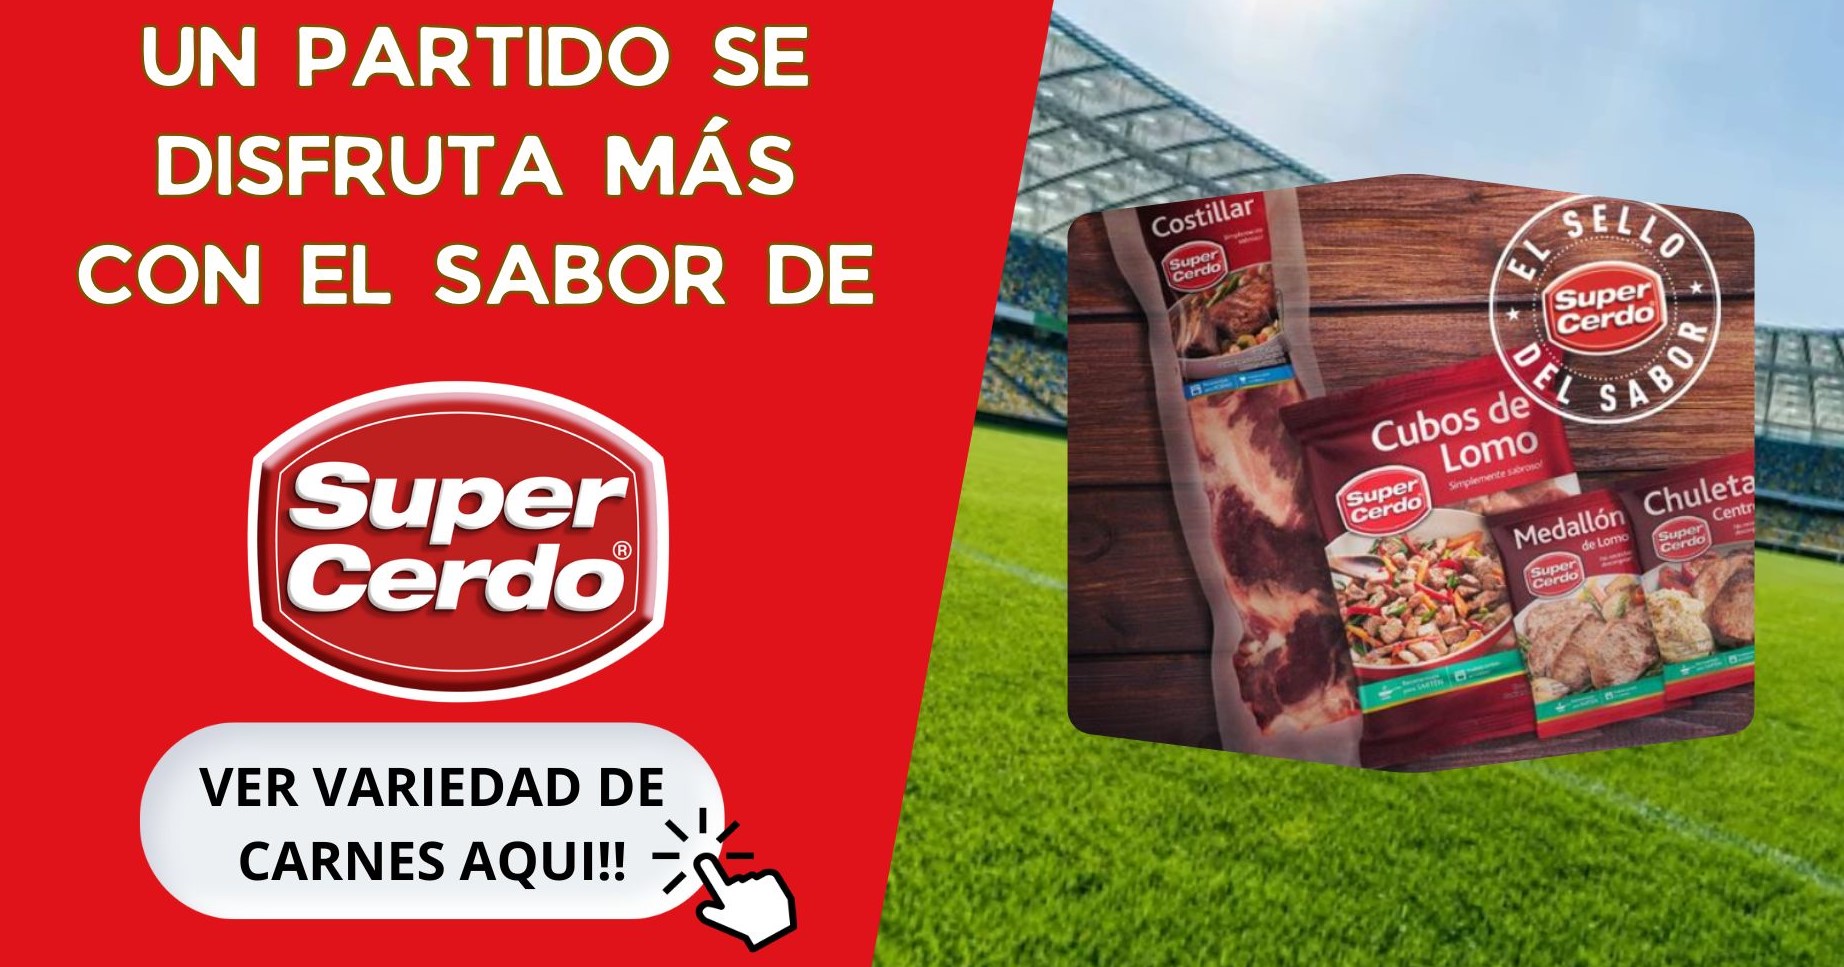 UN PARTIDO SE
DISFRUTA MÁS
CON EL SABOR DE
Super
Cerdo®
VER VARIEDAD DE
CARNES AQUI!!
Costillar
Super
Cerdo
EL SELLO
Super
Cerdo
DEL SABOR
Cubos de
Lomo
Simplemente sabroso!
Super
Cerdo
Medallón
de Lomo
Super
Cerdo
Chuleta
Centr
Super
Cerdo